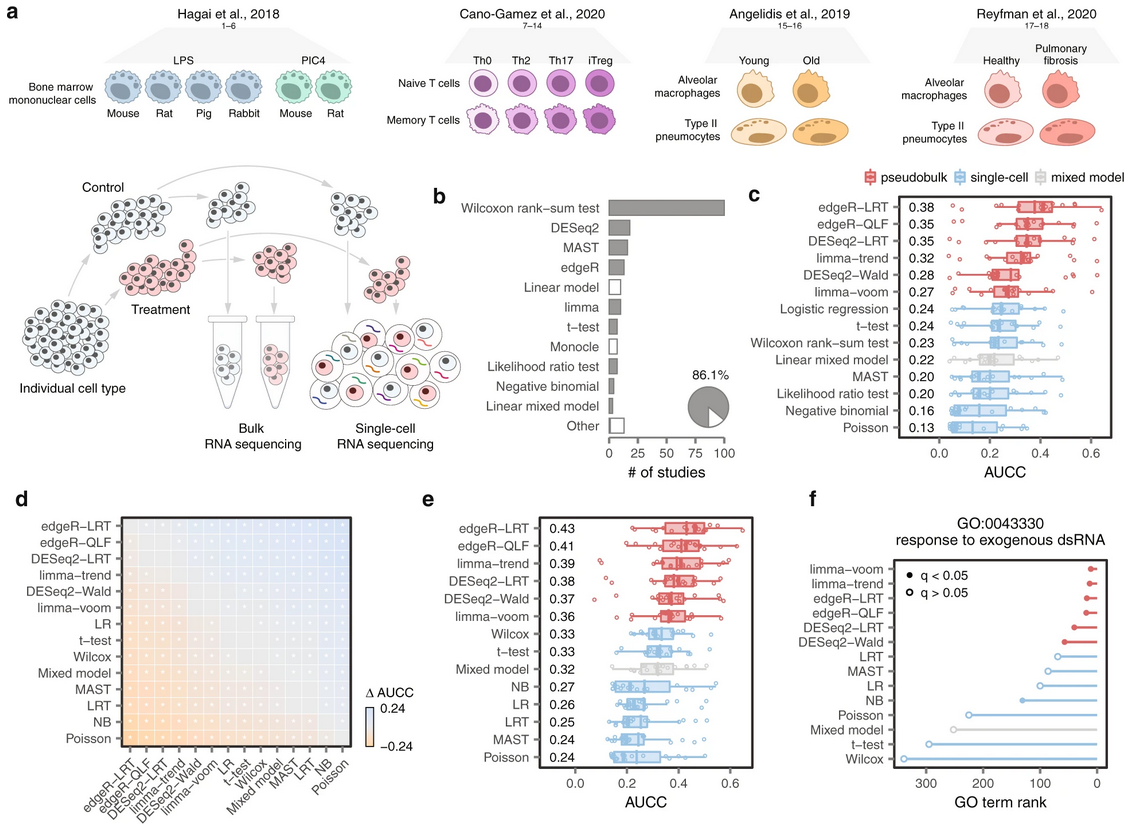 a
Hagai et al., 2018
1–6
LPS
PIC4
Bone marrow
mononuclear cells
Mouse
Rat
Pig
Rabbit
Mouse
Rat
Cano-Gamez et al., 2020
7–14
Th0
Th2
Th17
iTreg
Naive T cells
Memory T cells
Angelidis et al., 2019
15–16
Young
Old
Alveolar
macrophages
Type II
pneumocytes
Reyfman et al., 2020
17–18
Healthy
Pulmonary
fibrosis
Alveolar
macrophages
Type II
pneumocytes
Control
Treatment
Individual cell type
Bulk
RNA sequencing
Single-cell
RNA sequencing
b
Wilcoxon rank−sum test
DESeq2
MAST
edgeR
Linear model
limma
t−test
Monocle
Likelihood ratio test
Negative binomial
Linear mixed model
Other
86.1%
0 25 50 75 100
# of studies
c
pseudobulk
single−cell
mixed model
edgeR−LRT 0.38
edgeR−QLF 0.35
DESeq2−LRT 0.35
limma−trend 0.32
DESeq2−Wald 0.28
limma−voom 0.27
Logistic regression 0.24
t−test 0.24
Wilcoxon rank−sum test 0.23
Linear mixed model 0.22
MAST 0.20
Likelihood ratio test 0.20
Negative binomial 0.16
Poisson 0.13
0.0 0.2 0.4 0.6
AUCC
d
edgeR−LRT
edgeR−QLF
DESeq2−LRT
limma−trend
DESeq2−Wald
limma−voom
LR
t−test
Wilcox
Mixed model
MAST
LRT
NB
Poisson
edgeR−LRT
edgeR−QLF
DESeq2−LRT
limma−trend
DESeq2−Wald
limma−voom
LR
t−test
Wilcox
Mixed model
MAST
LRT
NB
Poisson
Δ AUCC
0.24
−0.24
e
edgeR−LRT 0.43
edgeR−QLF 0.41
limma−trend 0.39
DESeq2−LRT 0.38
DESeq2−Wald 0.37
limma−voom 0.36
Wilcox 0.33
t−test 0.33
Mixed model 0.32
NB 0.27
LR 0.26
LRT 0.25
MAST 0.24
Poisson 0.24
0.0 0.2 0.4 0.6
AUCC
f
GO:0043330
response to exogenous dsRNA
q < 0.05
q > 0.05
limma−voom
limma−trend
edgeR−LRT
edgeR−QLF
DESeq2−LRT
DESeq2−Wald
LRT
MAST
LR
NB
Poisson
Mixed model
t−test
Wilcox
300 200 100 0
GO term rank